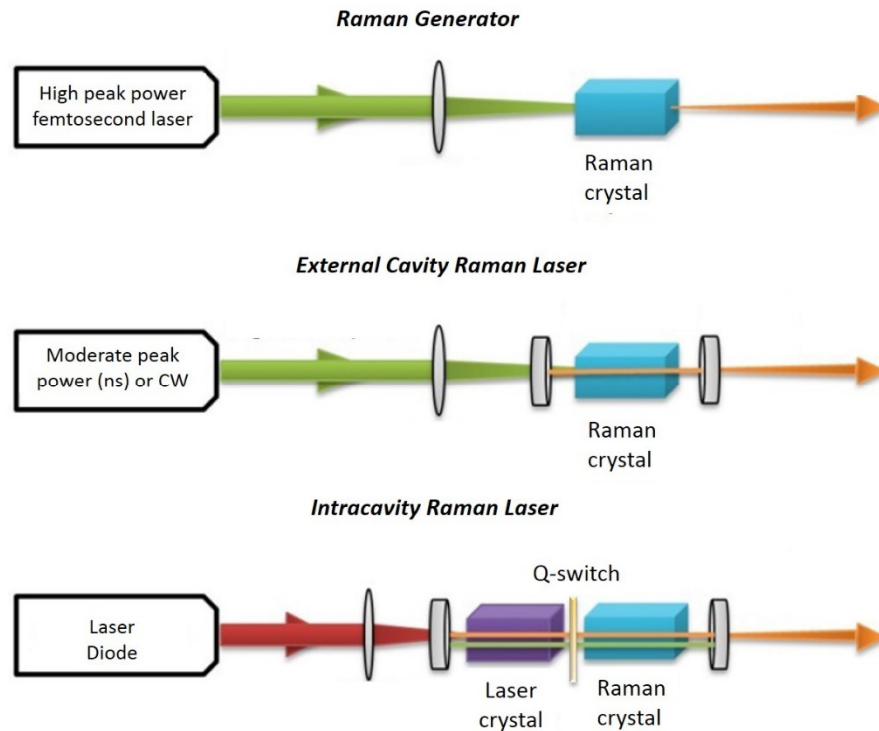 Raman Generator
High peak power
femtosecond laser
Raman
crystal
External Cavity Raman Laser
Moderate peak
power (ns) or CW
Raman
crystal
Intracavity Raman Laser
Q-switch
Laser
Diode
Laser
crystal
Raman
crystal